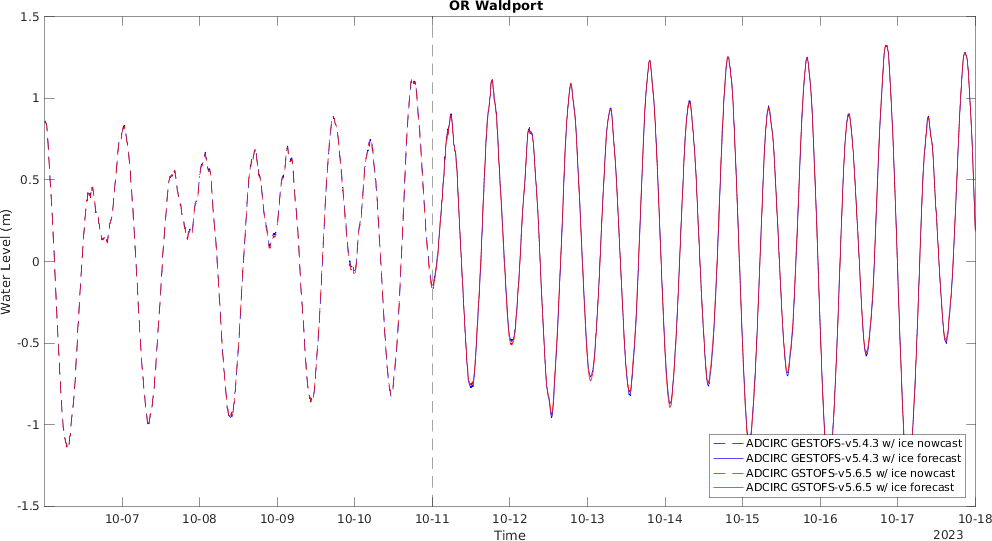 OR Waldport
1.5
1
0.5
0
-0.5
-1
-1.5
Water Level (m)
10-07 10-08 10-09 10-10 10-11 10-12 10-13 10-14 10-15 10-16 10-17 10-18
Time
2023
ADCIRC GESTOFS-v5.4.3 w/ ice nowcast
ADCIRC GESTOFS-v5.4.3 w/ ice forecast
ADCIRC GSTOFS-v5.6.5 w/ ice nowcast
ADCIRC GSTOFS-v5.6.5 w/ ice forecast